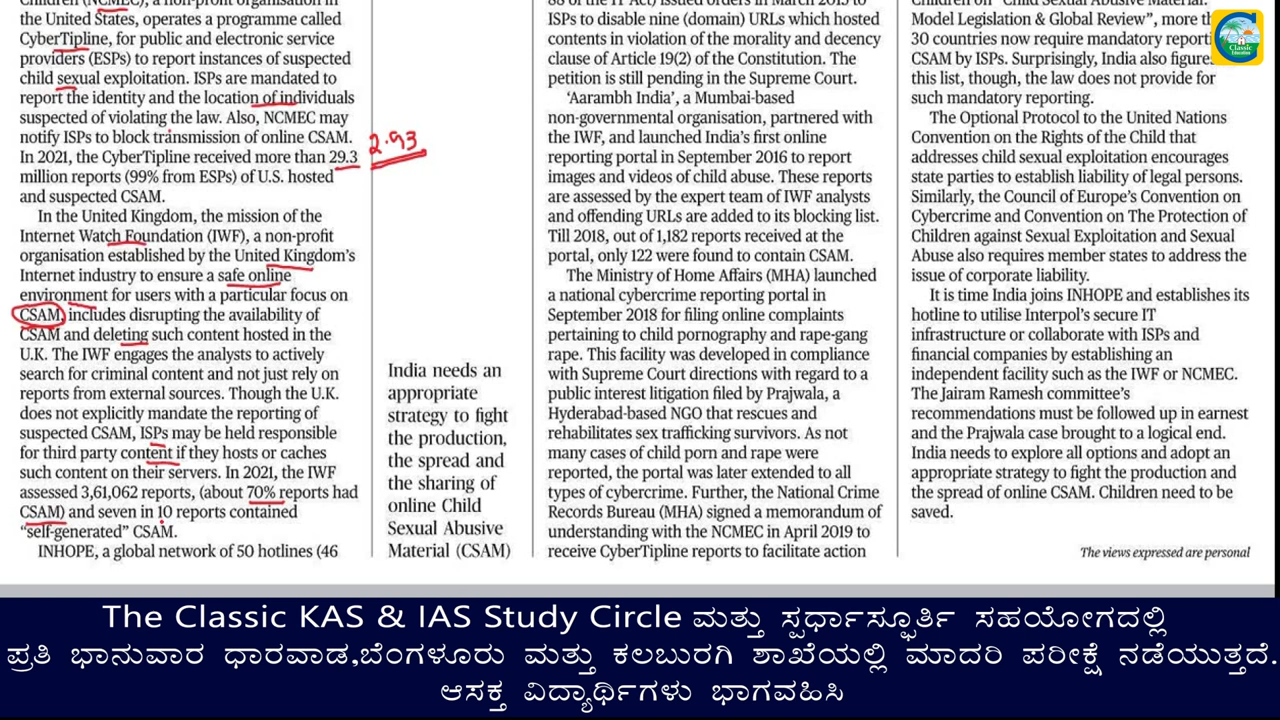 Children (NCMEC), a non-profit organisation in
the United States, operates a programme called
CyberTipline, for public and electronic service
providers (ESPs) to report instances of suspected
child sexual exploitation. ISPs are mandated to
report the identity and the location of individuals
suspected of violating the law. Also, NCMEC may
notify ISPs to block transmission of online CSAM.
In 2021, the CyberTipline received more than 29.3
million reports (99% from ESPs) of U.S. hosted
and suspected CSAM.
In the United Kingdom, the mission of the
Internet Watch Foundation (IWF), a non-profit
organisation established by the United Kingdom's
Internet industry to ensure a safe online
environment for users with a particular focus on
CSAM, includes disrupting the availability of
CSAM and deleting such content hosted in the
U.K. The IWF engages the analysts to actively
search for criminal content and not just rely on
reports from external sources. Though the U.K.
does not explicitly mandate the reporting of
suspected CSAM, ISPs may be held responsible
for third party content if they hosts or caches
such content on their servers. In 2021, the IWF
assessed 3,61,062 reports, (about 70% reports had
CSAM) and seven in 10 reports contained
“self-generated” CSAM.
INHOPE, a global network of 50 hotlines (46
2.93
India needs an
appropriate
strategy to fight
the production,
the spread and
the sharing of
online Child
Sexual Abusive
Material (CSAM)
of the IT Act) issued orders in March 2015 to
ISPs to disable nine (domain) URLs which hosted
contents in violation of the morality and decency
clause of Article 19(2) of the Constitution. The
petition is still pending in the Supreme Court.
‘Aarambh India’, a Mumbai-based
non-governmental organisation, partnered with
the IWF, and launched India's first online
reporting portal in September 2016 to report
images and videos of child abuse. These reports
are assessed by the expert team of IWF analysts
and offending URLs are added to its blocking list.
Till 2018, out of 1,182 reports received at the
portal, only 122 were found to contain CSAM.
The Ministry of Home Affairs (MHA) launched
a national cybercrime reporting portal in
September 2018 for filing online complaints
pertaining to child pornography and rape-gang
rape. This facility was developed in compliance
with Supreme Court directions with regard to a
public interest litigation filed by Prajwala, a
Hyderabad-based NGO that rescues and
rehabilitates sex trafficking survivors. As not
many cases of child porn and rape were
reported, the portal was later extended to all
types of cybercrime. Further, the National Crime
Records Bureau (MHA) signed a memorandum of
understanding with the NCMEC in April 2019 to
receive CyberTipline reports to facilitate action
Children on “Child Sexual Abusive Material:
Model Legislation & Global Review”, more
30 countries now require mandatory
CSAM by ISPs. Surprisingly, India also
this list, though, the law does not provide for
such mandatory reporting.
The Optional Protocol to the United Nations
Convention on the Rights of the Child that
addresses child sexual exploitation encourages
state parties to establish liability of legal persons.
Similarly, the Council of Europe's Convention on
Cybercrime and Convention on The Protection of
Children against Sexual Exploitation and Sexual
Abuse also requires member states to address the
issue of corporate liability.
It is time India joins INHOPE and establishes its
hotline to utilise Interpol's secure IT
infrastructure or collaborate with ISPs and
financial companies by establishing an
independent facility such as the IWF or NCMEC.
The Jairam Ramesh committee's
recommendations must be followed up in earnest
and the Prajwala case brought to a logical end.
India needs to explore all options and adopt an
appropriate strategy to fight the production and
the spread of online CSAM. Children need to be
saved.
The views expressed are personal
Classic
Education
The Classic KAS & IAS Study Circle ಮತ್ತು ಸ್ಪರ್ಧಾಸ್ಫೂರ್ತಿ ಸಹಯೋಗದಲ್ಲಿ
ಪ್ರತಿ ಭಾನುವಾರ ಧಾರವಾಡ,ಬೆಂಗಳೂರು ಮತ್ತು ಕಲಬುರಗಿ ಶಾಖೆಯಲ್ಲಿ ಮಾದರಿ ಪರೀಕ್ಷೆ ನಡೆಯುತ್ತದೆ.
ಆಸಕ್ತ ವಿದ್ಯಾರ್ಥಿಗಳು ಭಾಗವಹಿಸಿ